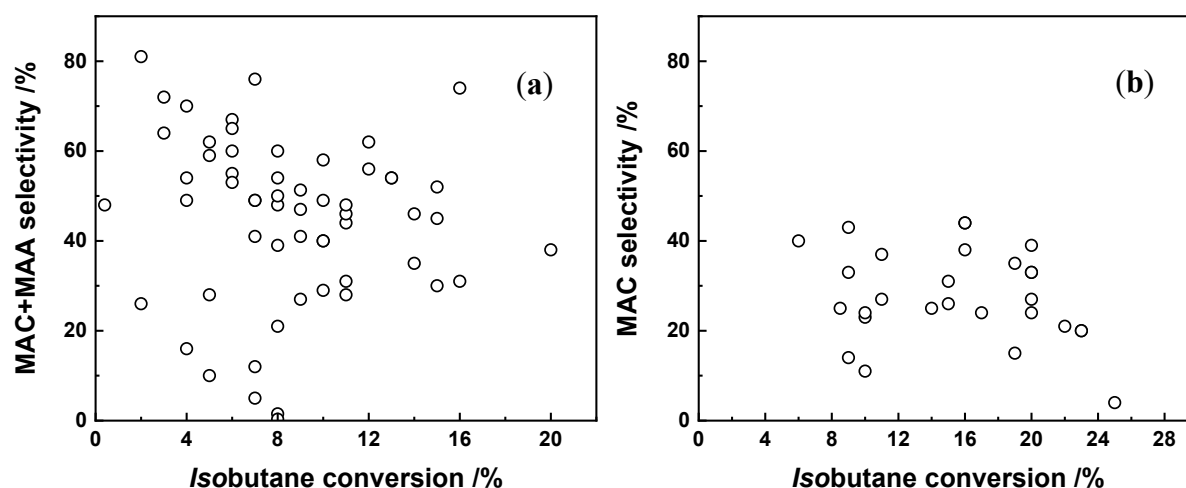 MAC+MAA selectivity /%
80
60
40
20
0
(a)
0 4 8 12 16 20
Isobutane conversion /%
MAC selectivity /%
80
60
40
20
0
(b)
0 4 8 12 16 20 24 28
Isobutane conversion /%